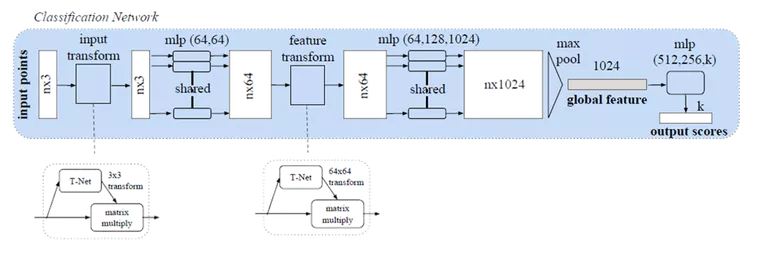 Classification Network
input points
nx3
input
transform
nx3
mlp (64,64)
shared
nx64
feature
transform
nx64
mlp (64,128,1024)
shared
nx1024
max
pool
1024
global feature
mlp
(512,256,k)
k
output scores
T-Net
3x3
transform
matrix
multiply
T-Net
64x64
transform
matrix
multiply